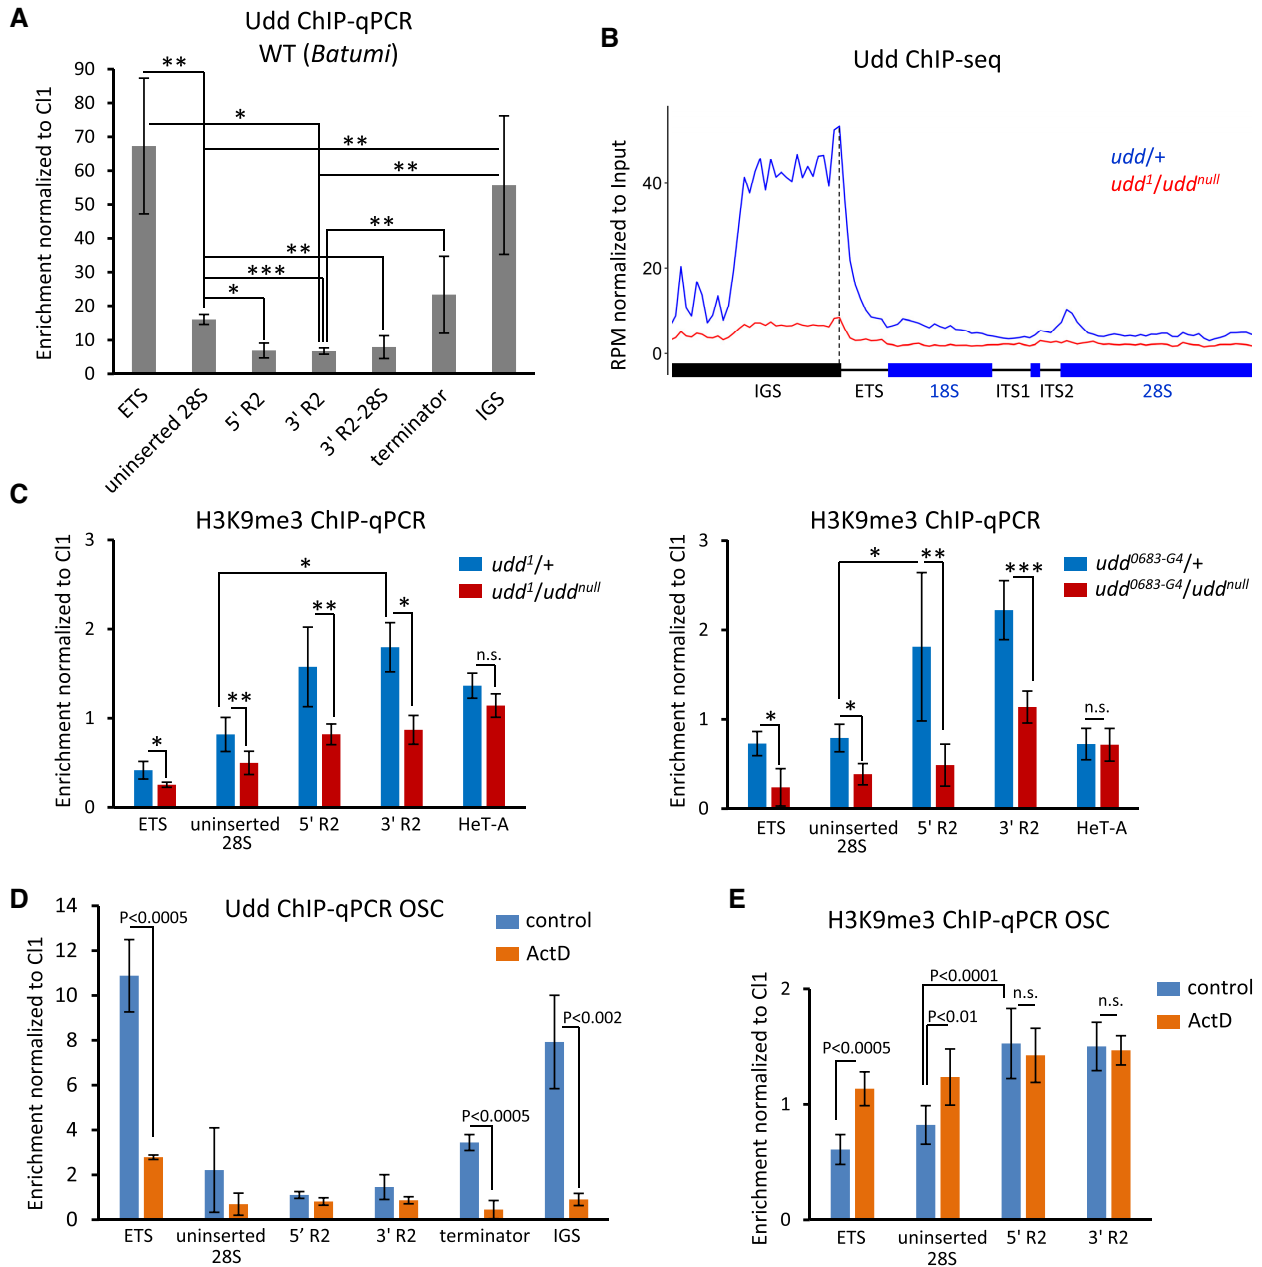 A
Udd ChIP-qPCR
WT (Batumi)
Enrichment normalized to Cl1
90
80
70
60
50
40
30
20
10
0
**
*
**
**
**
**
***
*
ETS
uninserted 28S
5' R2
3' R2
3' R2-28S
terminator
IGS
B
Udd ChIP-seq
RPM normalized to Input
40
20
0
udd/+
udd1/uddnull
IGS
ETS
18S
ITS1
ITS2
28S
C
H3K9me3 ChIP-qPCR
Enrichment normalized to Cl1
3
2
1
0
udd1/+
udd1/uddnull
*
**
*
**
*
n.s.
ETS
uninserted
28S
5' R2
3' R2
HeT-A
H3K9me3 ChIP-qPCR
Enrichment normalized to Cl1
3
2
1
0
udd0683-G4/+
udd0683-G4/uddnull
*
**
***
*
*
n.s.
ETS
uninserted
28S
5' R2
3' R2
HeT-A
D
Udd ChIP-qPCR OSC
Enrichment normalized to Cl1
14
12
10
8
6
4
2
0
control
ActD
P<0.0005
P<0.0005
P<0.002
ETS
uninserted
28S
5’ R2
3' R2
terminator
IGS
E
H3K9me3 ChIP-qPCR OSC
Enrichment normalized to Cl1
2
1
0
control
ActD
P<0.0005
P<0.0001
P<0.01
n.s.
n.s.
ETS
uninserted
28S
5' R2
3' R2